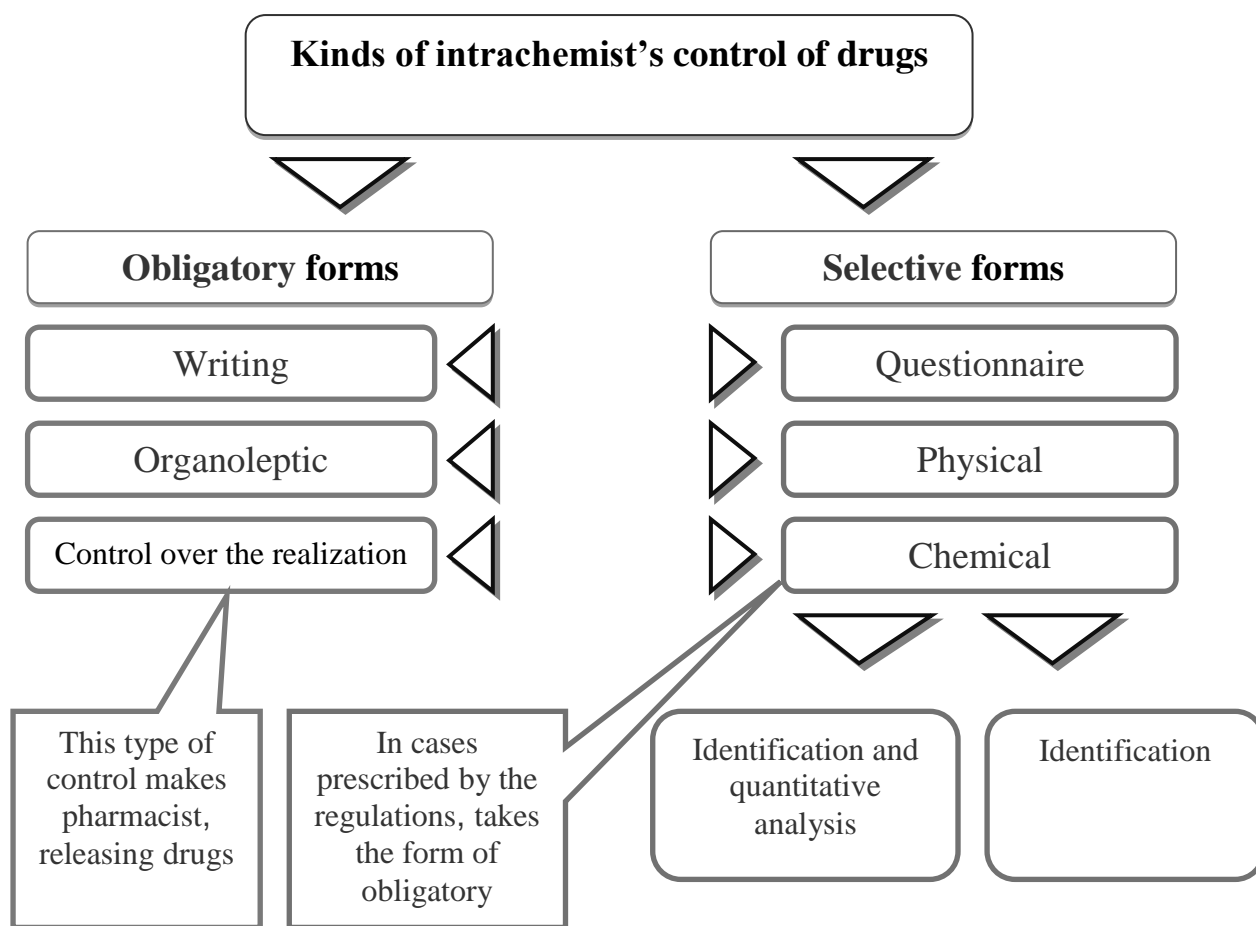 Kinds of intrachemist’s control of drugs
Obligatory forms
Selective forms
Writing
Questionnaire
Organoleptic
Physical
Control over the realization
Chemical
This type of
control makes
pharmacist,
releasing drugs
In cases
prescribed by the
regulations, takes
the form of
obligatory
Identification and
quantitative
analysis
Identification